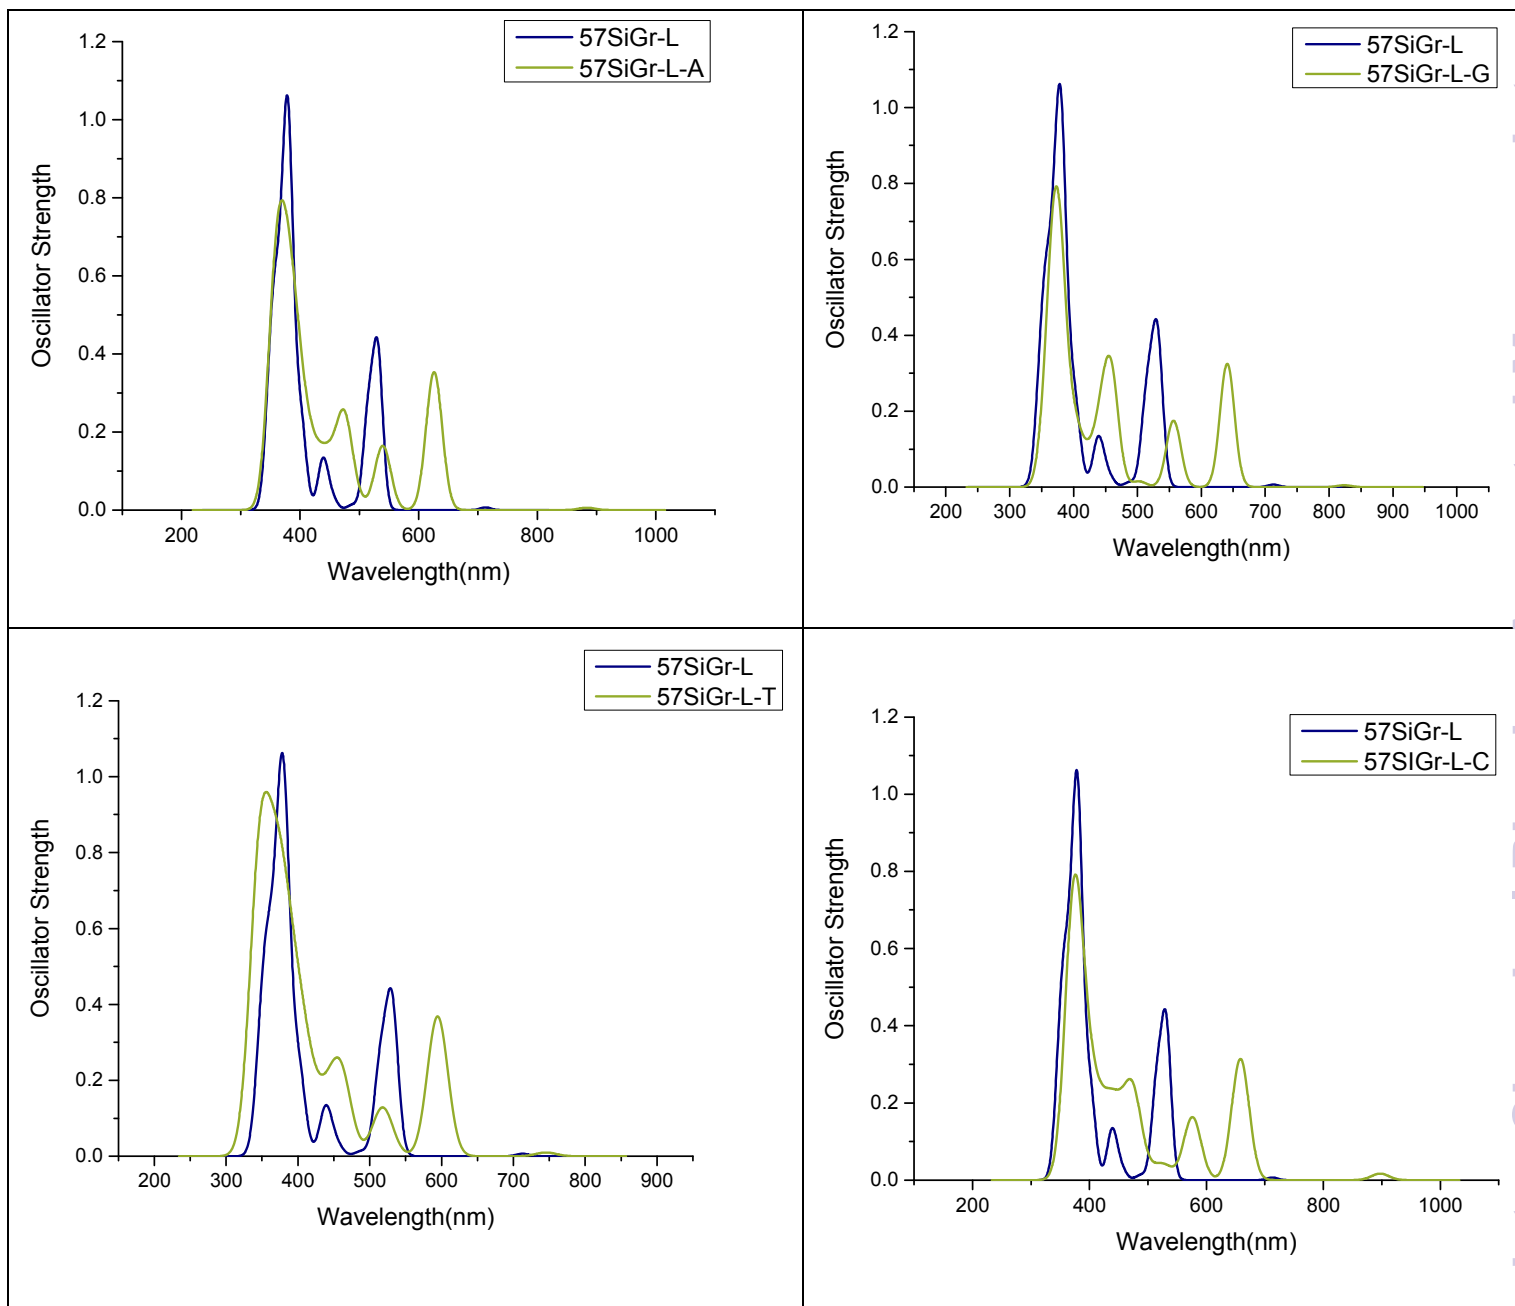 57SiGr-L
57SiGr-L-A
1.2
1.0
0.8
0.6
0.4
0.2
0.0
Oscillator Strength
200 400 600 800 1000
Wavelength(nm)
57SiGr-L
57SiGr-L-G
1.2
1.0
0.8
0.6
0.4
0.2
0.0
Oscillator Strength
200 300 400 500 600 700 800 900 1000
Wavelength(nm)
57SiGr-L
57SiGr-L-T
1.2
1.0
0.8
0.6
0.4
0.2
0.0
Oscillator Strength
200 300 400 500 600 700 800 900
Wavelength(nm)
57SiGr-L
57SIGr-L-C
1.2
1.0
0.8
0.6
0.4
0.2
0.0
Oscillator Strength
200 400 600 800 1000
Wavelength(nm)